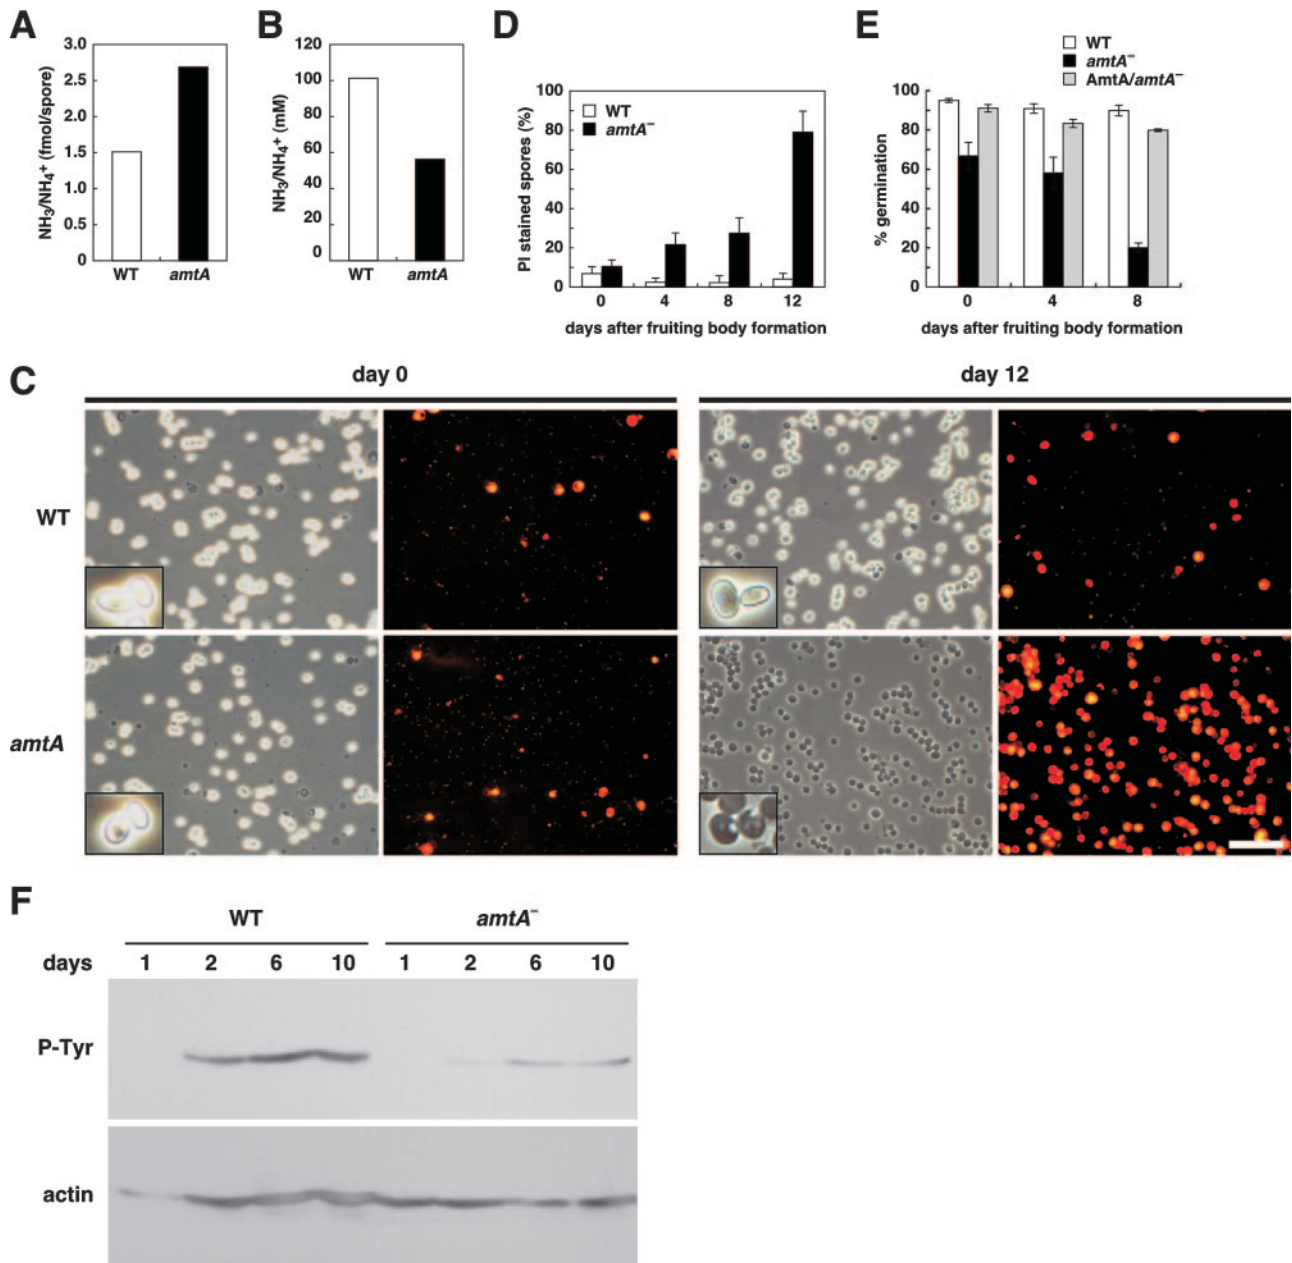 A
NH₃/NH₄⁺ (fmol/spore)
3.0
2.5
2.0
1.5
1.0
0.5
0
WT
amtA
B
NH₃/NH₄⁺ (mM)
120
100
80
60
40
20
0
WT
amtA
D
PI stained spores (%)
100
80
60
40
20
0
WT
amtA⁻
0
4
8
12
days after fruiting body formation
E
WT
amtA⁻
AmtA/amtA⁻
% germination
100
80
60
40
20
0
0
4
8
days after fruiting body formation
C
day 0
day 12
WT
amtA
F
WT
amtA⁻
days 1 2 6 10 1 2 6 10
P-Tyr
actin